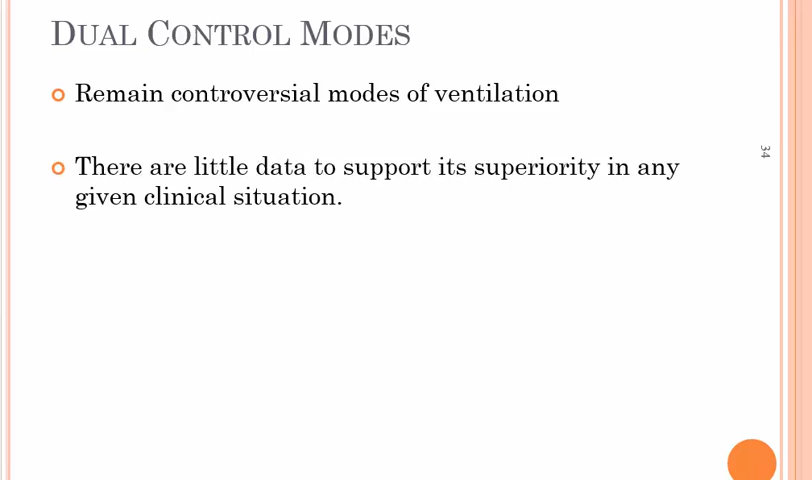 Dual Control Modes
Remain controversial modes of ventilation
34
There are little data to support its superiority in any
given clinical situation.